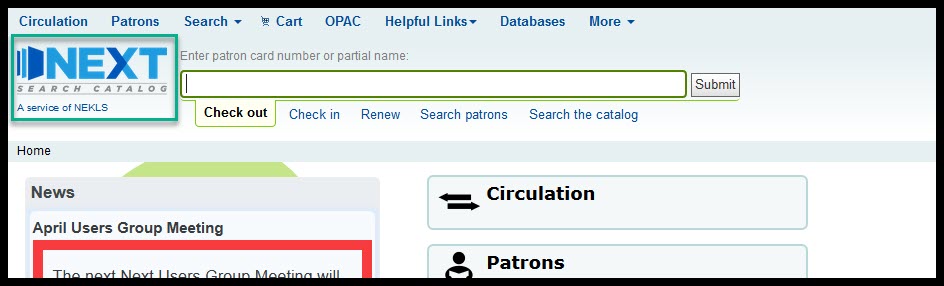 Circulation Patrons Search Cart OPAC Helpful Links Databases More
NEXT
SEARCH CATALOG
A service of NEKLS
Enter patron card number or partial name:
Submit
Check out Check in Renew Search patrons Search the catalog
Home
News
April Users Group Meeting
The next Next Users Group Meeting will
Circulation
Patrons